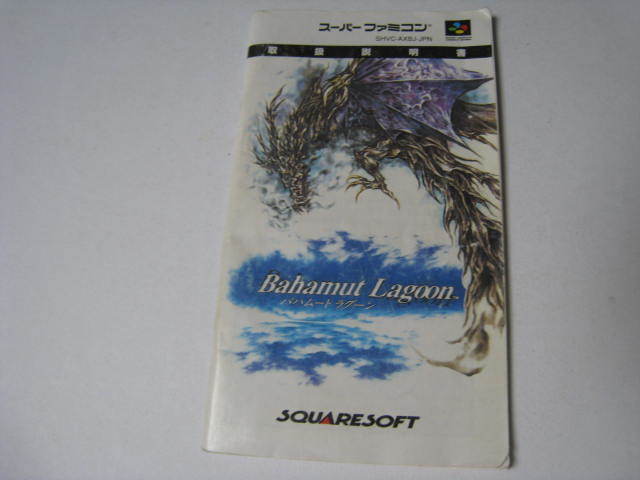 スーパーファミコン®
SHVC-AXBJ-JPN
取扱説明書
Bahamut Lagoon™
バハムート ラグーン
SQUARESOFT